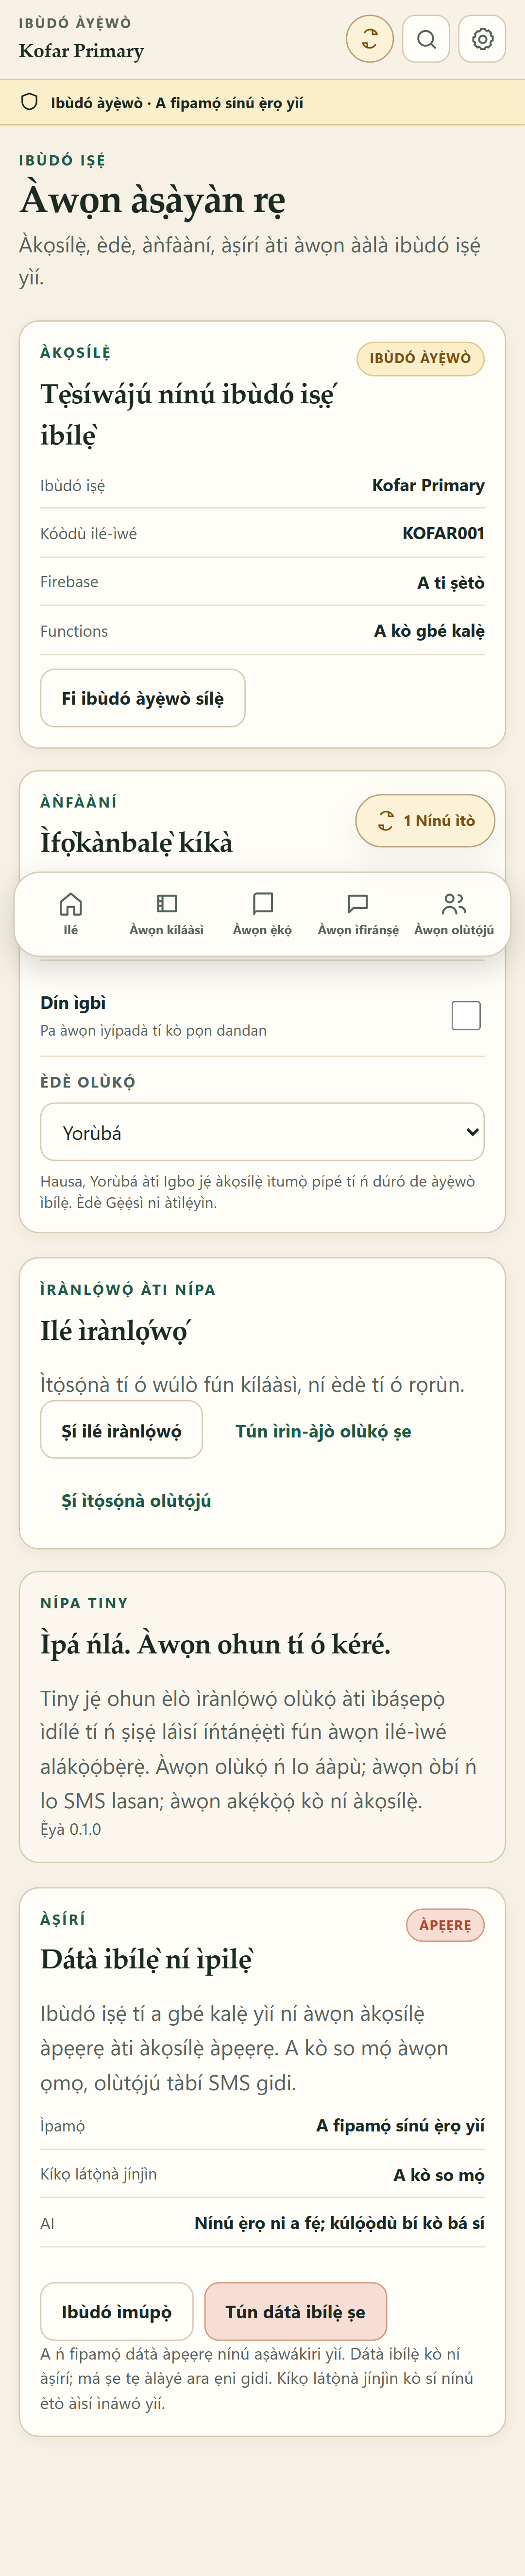 IBÙDÓ ÀYẸ̀WÒ
Kofar Primary
Ibùdó àyẹ̀wò · A fipamọ́ sínú ẹ̀rọ yìí
IBÙDÓ IṢẸ́
Àwọn àṣàyàn rẹ
Àkọsílẹ̀, èdè, àǹfààní, àṣírí àti àwọn ààlà ibùdó iṣẹ́
yìí.
ÀKỌSÍLẸ̀
IBÙDÓ ÀYẸ̀WÒ
Tẹ̀síwájú nínú ibùdó iṣẹ́
ibílẹ̀
Ibùdó iṣẹ́
Kofar Primary
Kóòdù ilé-ìwé
KOFAR001
Firebase
A ti ṣètò
Functions
A kò gbé kalẹ̀
Fi ibùdó àyẹ̀wò sílẹ̀
ÀǸFÀÀNÍ
1 Nínú ìtò
Ìfọ̀kànbalẹ̀ kíkà
Ilé
Àwọn kíláàsì
Àwọn ẹ̀kọ́
Àwọn ìfiránṣẹ́
Àwọn olùtọ́jú
Dín ìgbì
Pa àwọn ìyípadà tí kò pọn dandan
ÈDÈ OLÙKỌ́
Yorùbá
Hausa, Yorùbá àti Igbo jẹ́ àkọsílẹ̀ ìtumọ̀ pípé tí ń dúró de àyẹ̀wò
ìbílẹ̀. Èdè Gẹ̀ẹ́sì ni àtìlẹ́yìn.
ÌRÀNLỌ́WỌ́ ÀTI NÍPA
Ilé ìrànlọ́wọ́
Ìtọ́sọ́nà tí ó wúlò fún kíláàsì, ní èdè tí ó rọrùn.
Ṣí ilé ìrànlọ́wọ́
Tún ìrìn-àjò olùkọ́ ṣe
Ṣí ìtọ́sọ́nà olùtọ́jú
NÍPA TINY
Ìpá ńlá. Àwọn ohun tí ó kéré.
Tiny jẹ́ ohun èlò ìrànlọ́wọ́ olùkọ́ àti ìbáṣepọ̀
ìdílé tí ń ṣiṣẹ́ láìsí íńtánẹ́ẹ̀tì fún àwọn ilé-ìwé
alákọ̀ọ́bẹ̀rẹ̀. Àwọn olùkọ́ ń lo áàpù; àwọn òbí ń
lo SMS lasan; àwọn akẹ́kọ̀ọ́ kò ní àkọsílẹ̀.
Ẹ̀yà 0.1.0
ÀṢÍRÍ
ÀPẸẸRẸ
Dátà ibílẹ̀ ní ìpilẹ̀
Ibùdó iṣẹ́ tí a gbé kalẹ̀ yìí ní àwọn àkọsílẹ̀
àpẹẹrẹ àti àkọsílẹ̀ àpẹẹrẹ. A kò so mọ́ àwọn
ọmọ, olùtọ́jú tàbí SMS gidi.
Ìpamọ́
A fipamọ́ sínú ẹ̀rọ yìí
Kíkọ látọ̀nà jínjìn
A kò so mọ́
AI
Nínú ẹ̀rọ ni a fẹ́; kúlọ́ọ̀dù bí kò bá sí
Ibùdó ìmúpọ̀
Tún dátà ibílẹ̀ ṣe
A ń fipamọ́ dátà àpẹẹrẹ nínú aṣàwákiri yìí. Dátà ibílẹ̀ kò ní
àṣírí; má ṣe tẹ àlàyé ara ẹni gidi. Kíkọ látọ̀nà jínjìn kò sí nínú
ètò àìsí ìnáwó yìí.